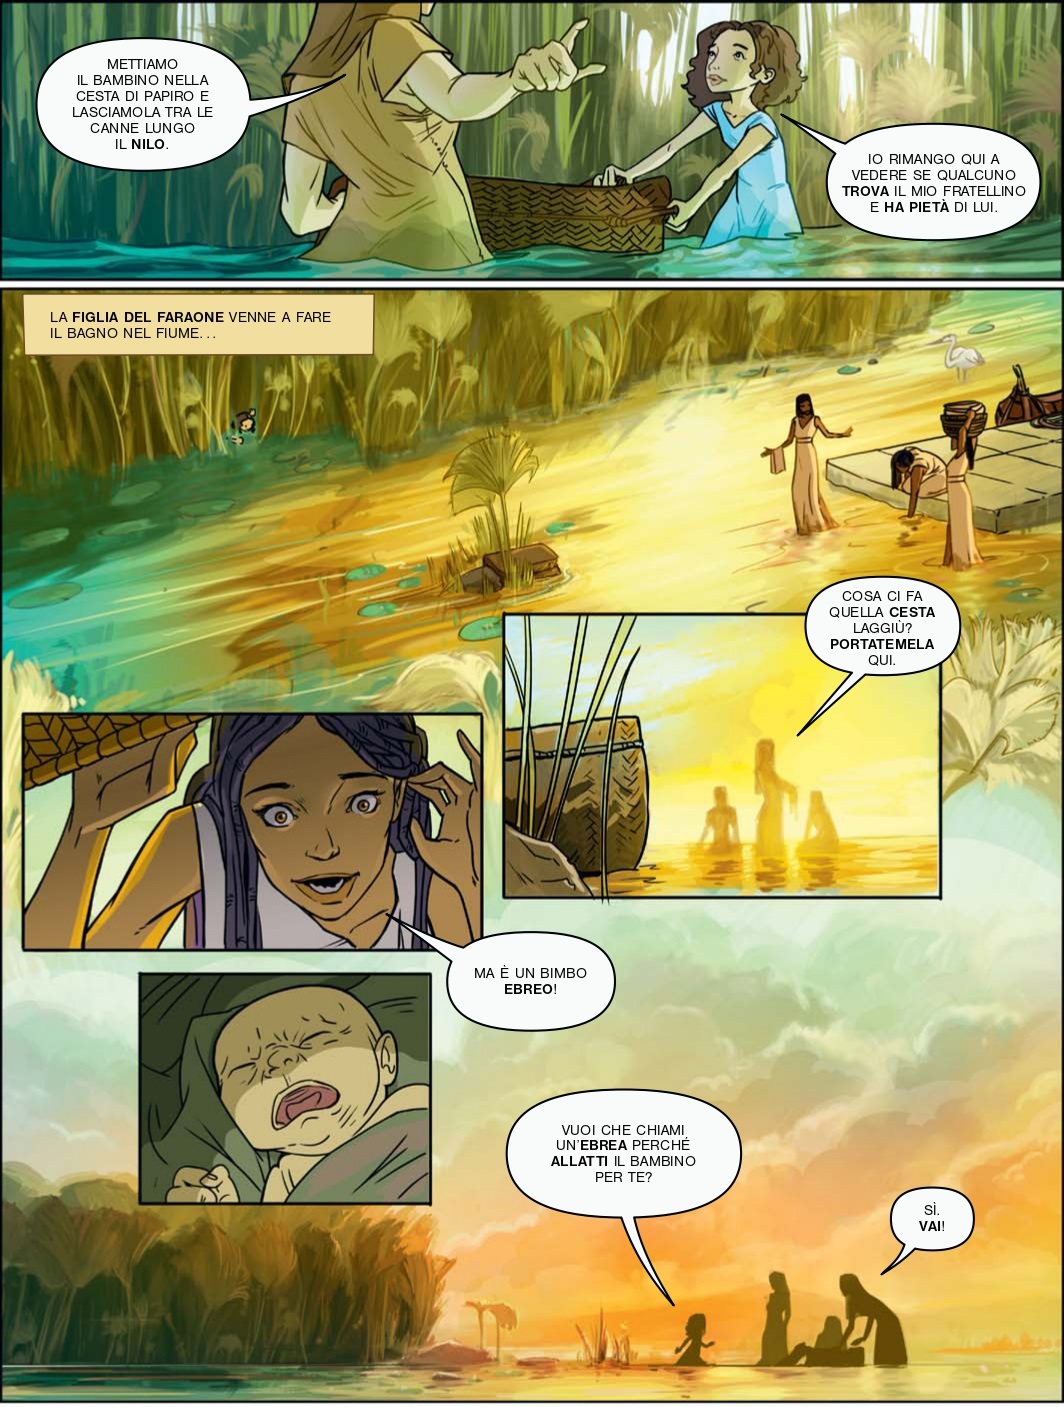 METTIAMO
IL BAMBINO NELLA
CESTA DI PAPIRO E
LASCIAMOLA TRA LE
CANNE LUNGO
IL NILO.
IO RIMANGO QUI A
VEDERE SE QUALCUNO
TROVA IL MIO FRATELLINO
E HA PIETÀ DI LUI.
LA FIGLIA DEL FARAONE VENNE A FARE
IL BAGNO NEL FIUME...
COSA CI FA
QUELLA CESTA
LAGGIÙ?
PORTATEMELA
QUI.
MA È UN BIMBO
EBREO!
VUOI CHE CHIAMI
UN'EBREA PERCHÉ
ALLATTI IL BAMBINO
PER TE?
SÌ.
VAI!